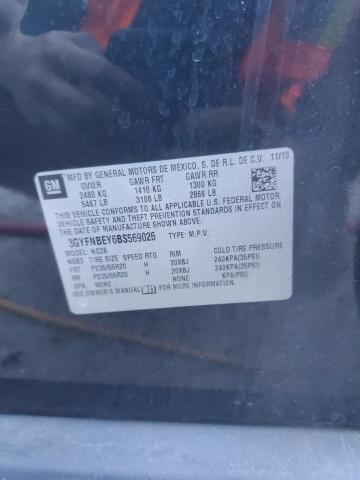 GM
MFD BY GENERAL MOTORS DE MEXICO, S. DE R.L. DE C.V. 11/10
GVWR GAWR FRT GAWR RR
2480 KG 1410 KG 1300 KG
5467 LB 3108 LB 2866 LB
THIS VEHICLE CONFORMS TO ALL APPLICABLE U.S. FEDERAL MOTOR
VEHICLE SAFETY AND THEFT PREVENTION STANDARDS IN EFFECT
ON THE DATE OF MANUFACTURE SHOWN ABOVE.
3GYFNBEY6BS569026 TYPE: M.P.V.
MODEL: NG26
TIRE SIZE SPEED RTG RIM COLD TIRE PRESSURE
FRT P235/55R20 H 20X8J 240KPA(35PSI)
RR P235/55R20 H 20X8J 240KPA(35PSI)
SPA NONE NONE KPA(PSI)
SEE OWNER MANUAL FOR ADDITIONAL INFORMATION.